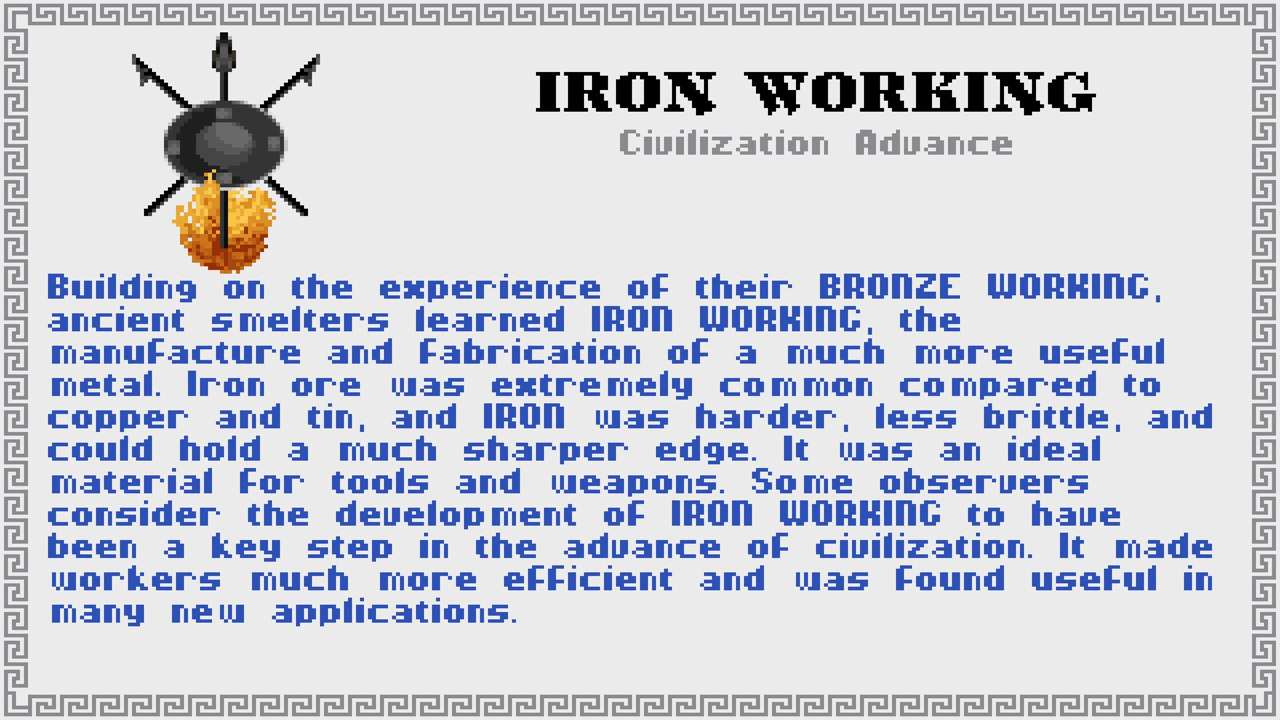 IRON WORKING
Civilization Advance
Building on the experience of their BRONZE WORKING,
ancient smelters learned IRON WORKING, the
manufacture and fabrication of a much more useful
metal. Iron ore was extremely common compared to
copper and tin, and IRON was harder, less brittle, and
could hold a much sharper edge. It was an ideal
material for tools and weapons. Some observers
consider the development of IRON WORKING to have
been a key step in the advance of civilization. It made
workers much more efficient and was found useful in
many new applications.